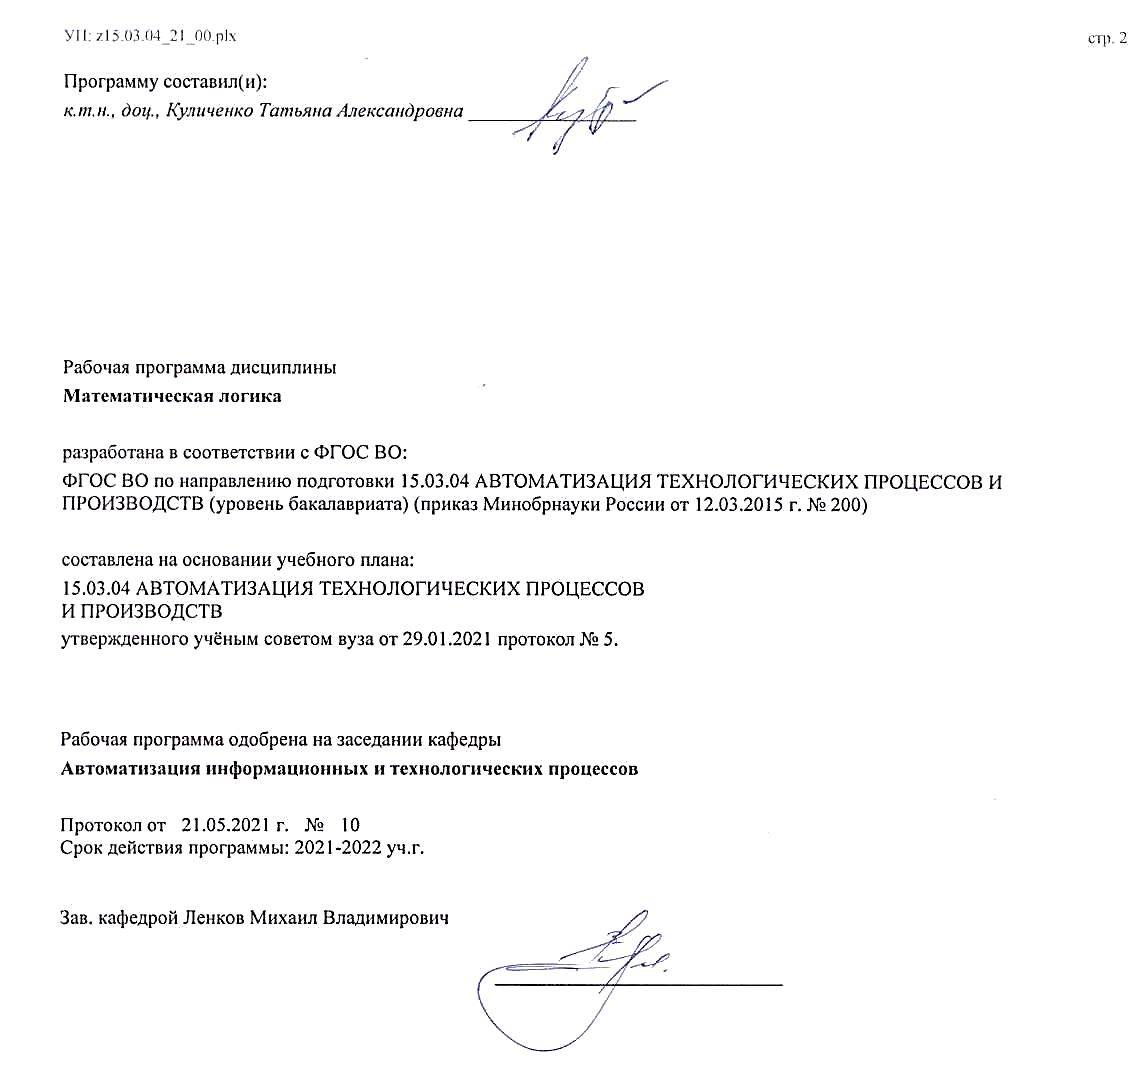 УП: z15.03.04_21_00.plx
стр. 2
Программу составил(и):
к.т.н., доц., Куличенко Татьяна Александровна
Рабочая программа дисциплины
Математическая логика
разработана в соответствии с ФГОС ВО:
ФГОС ВО по направлению подготовки 15.03.04 АВТОМАТИЗАЦИЯ ТЕХНОЛОГИЧЕСКИХ ПРОЦЕССОВ И
ПРОИЗВОДСТВ (уровень бакалавриата) (приказ Минобрнауки России от 12.03.2015 г. № 200)
составлена на основании учебного плана:
15.03.04 АВТОМАТИЗАЦИЯ ТЕХНОЛОГИЧЕСКИХ ПРОЦЕССОВ
И ПРОИЗВОДСТВ
утвержденного учёным советом вуза от 29.01.2021 протокол № 5.
Рабочая программа одобрена на заседании кафедры
Автоматизация информационных и технологических процессов
Протокол от 21.05.2021 г. № 10
Срок действия программы: 2021-2022 уч.г.
Зав. кафедрой Ленков Михаил Владимирович